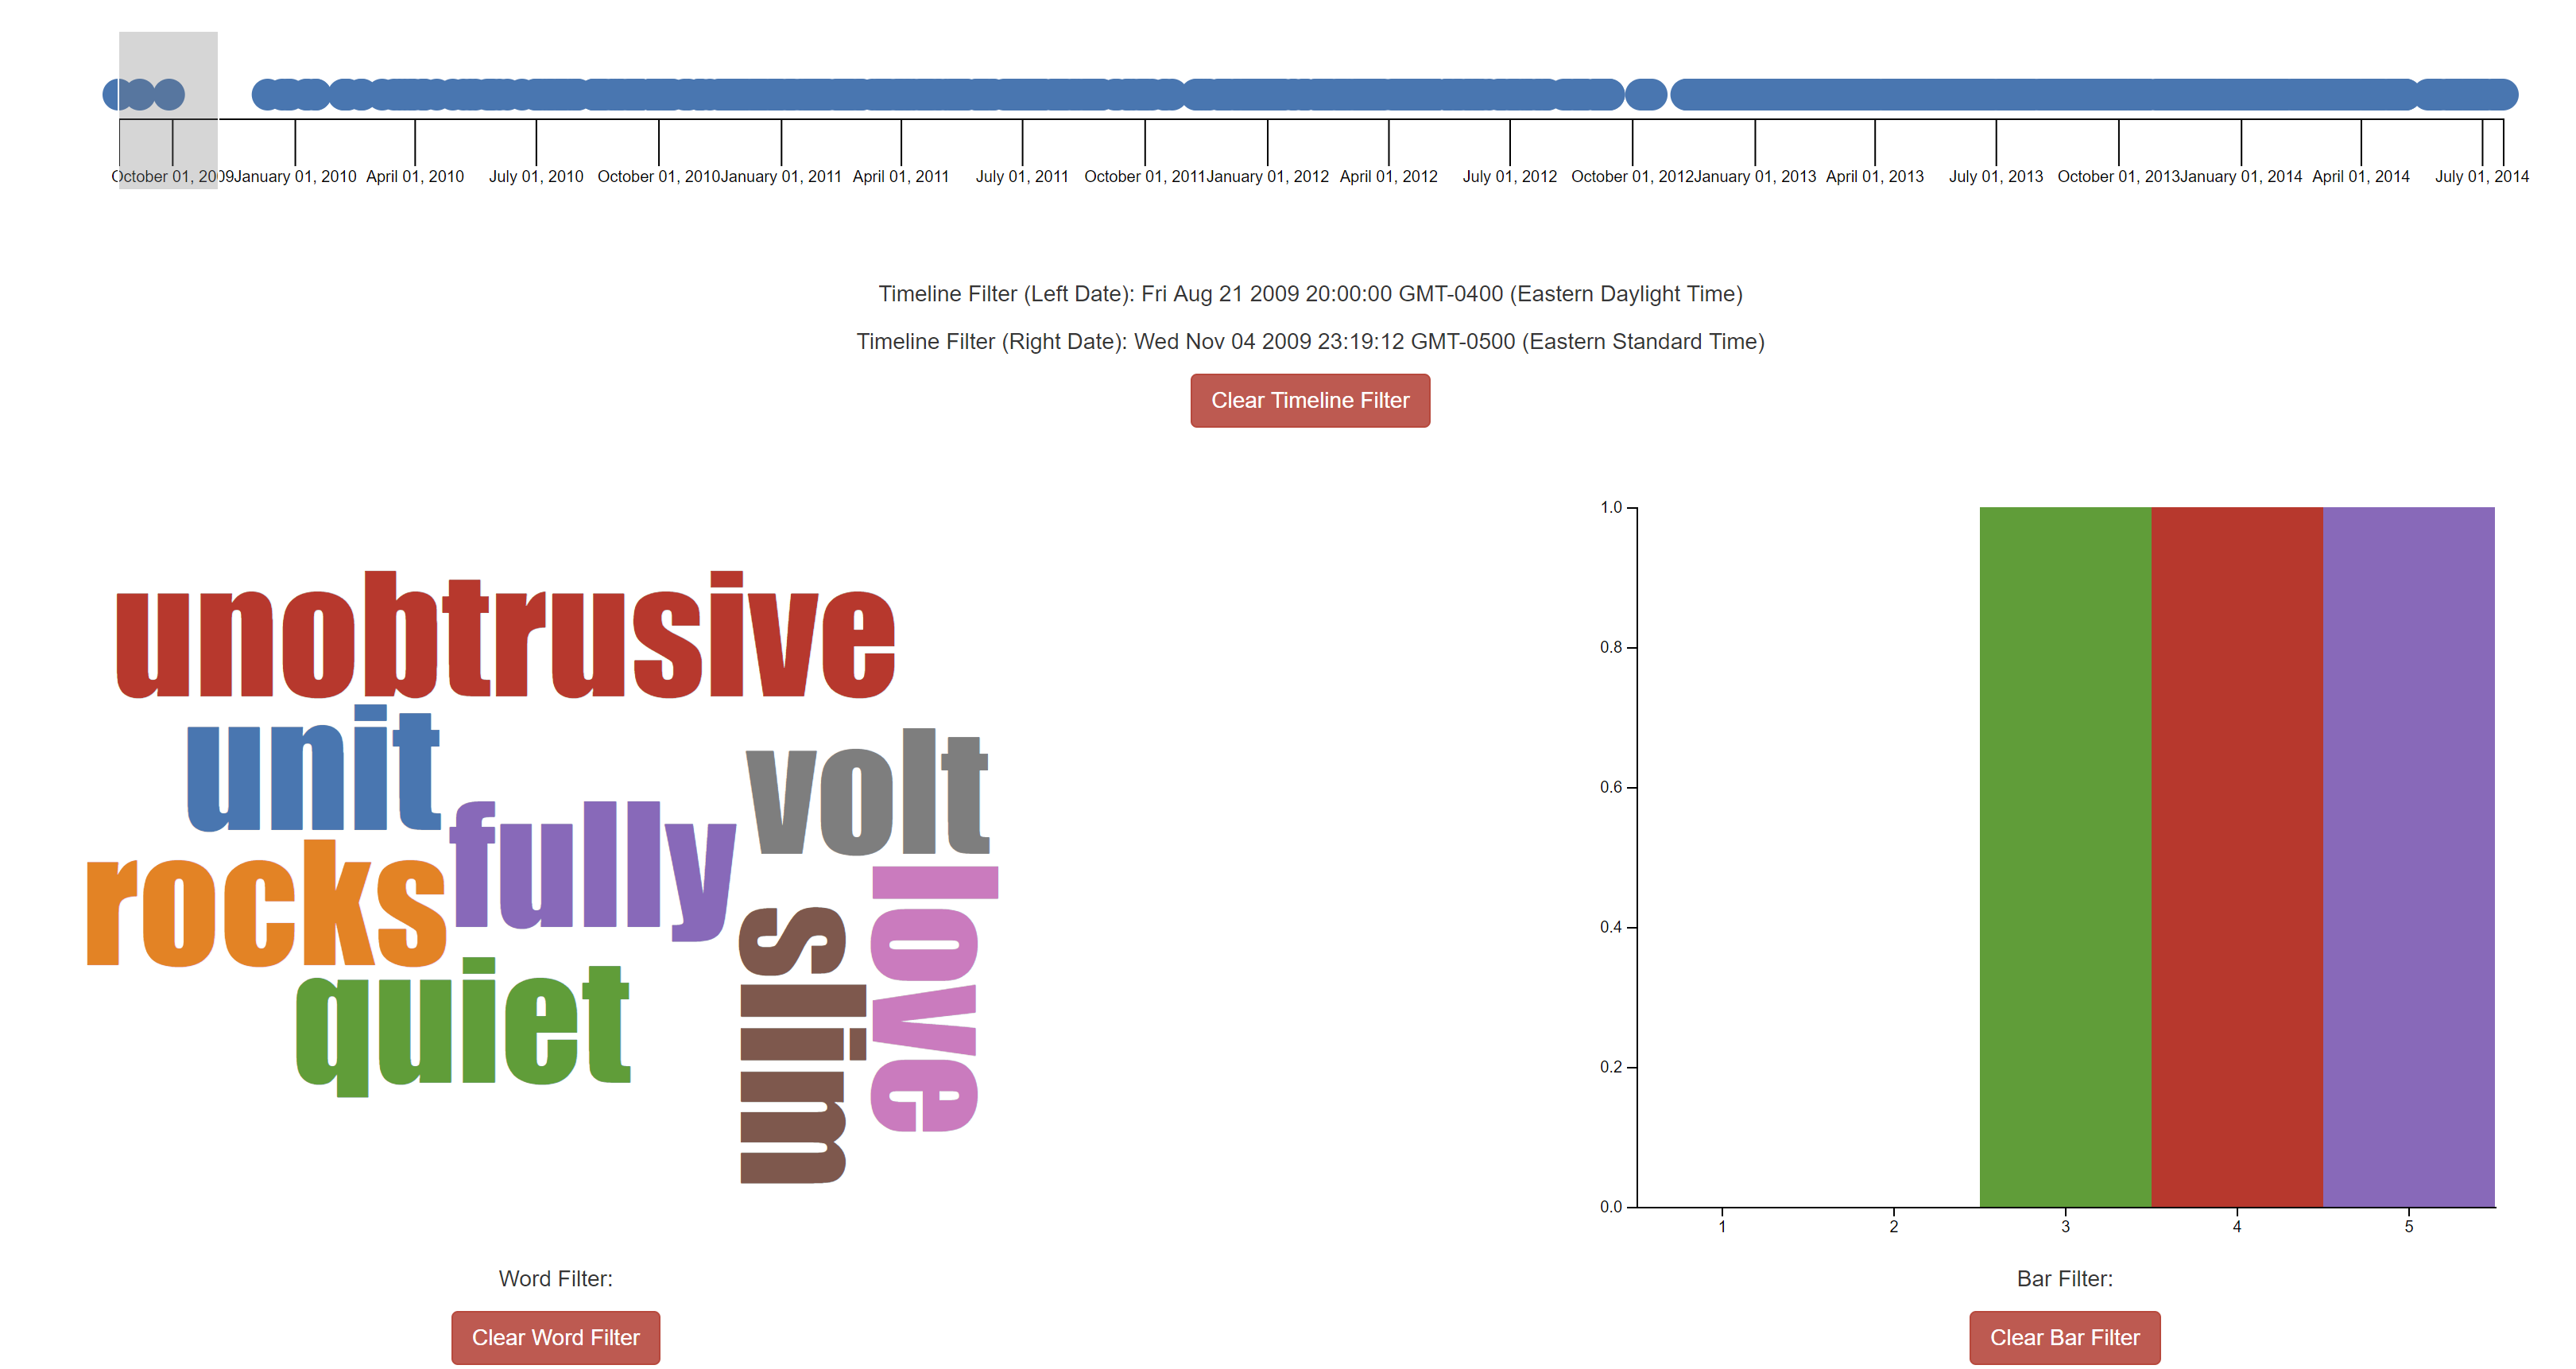 October 01, 2009 January 01, 2010 April 01, 2010 July 01, 2010 October 01, 2010 January 01, 2011 April 01, 2011 July 01, 2011 October 01, 2011 January 01, 2012 April 01, 2012 July 01, 2012 October 01, 2012 January 01, 2013 April 01, 2013 July 01, 2013 October 01, 2013 January 01, 2014 April 01, 2014 July 01, 2014
Timeline Filter (Left Date): Fri Aug 21 2009 20:00:00 GMT-0400 (Eastern Daylight Time)
Timeline Filter (Right Date): Wed Nov 04 2009 23:19:12 GMT-0500 (Eastern Standard Time)
Clear Timeline Filter
unobtrusive
unit
volt
fully
rocks
love
slim
quiet
1.0
0.8
0.6
0.4
0.2
0.0
1 2 3 4 5
Word Filter:
Clear Word Filter
Bar Filter:
Clear Bar Filter